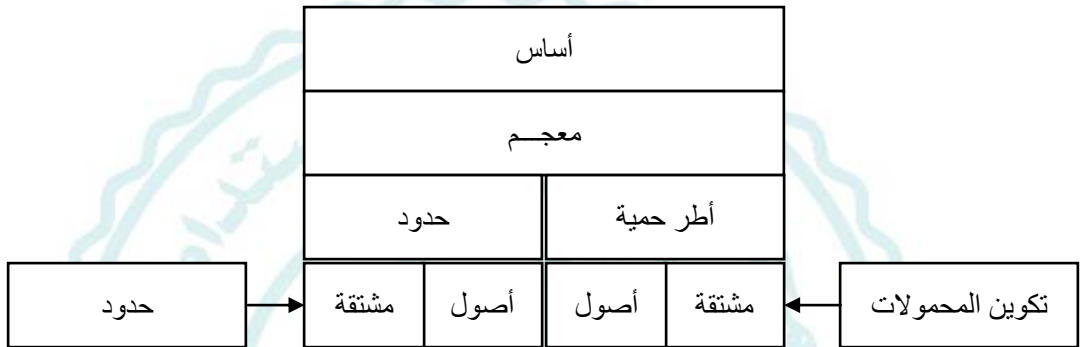 أساس
معجـــم
أطر حمية
حدود
تكوين المحمولات
مشتقة
أصول
أصول
مشتقة
حدود